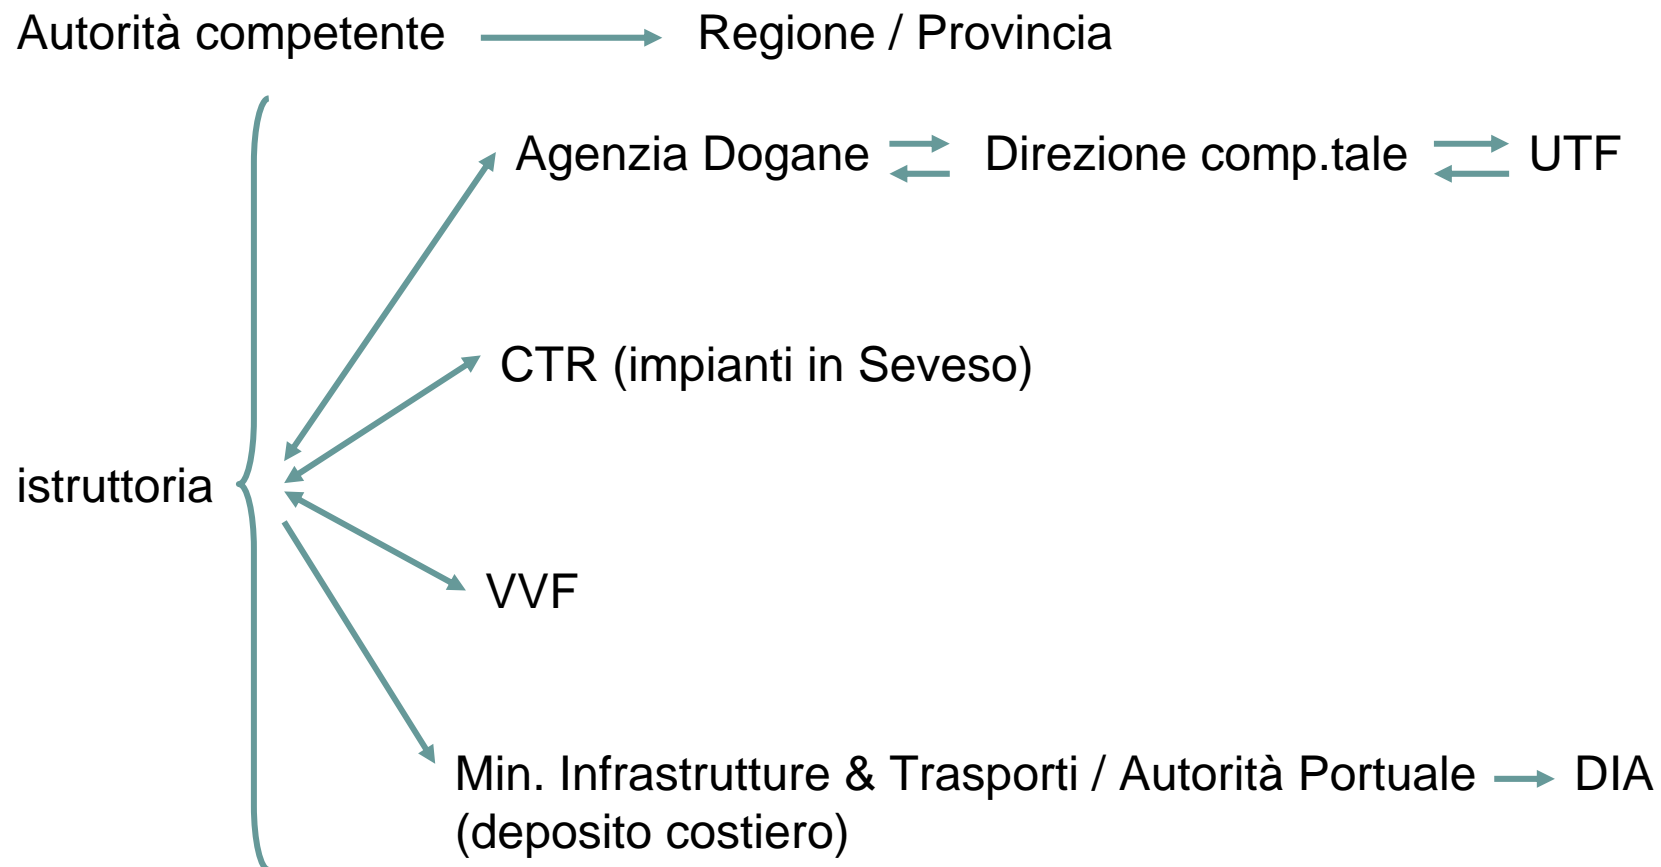 Autorità competente Regione / Provincia
Agenzia Dogane Direzione comp.tale UTF
CTR (impianti in Seveso)
istruttoria
VVF
Min. Infrastrutture & Trasporti / Autorità Portuale DIA
(deposito costiero)